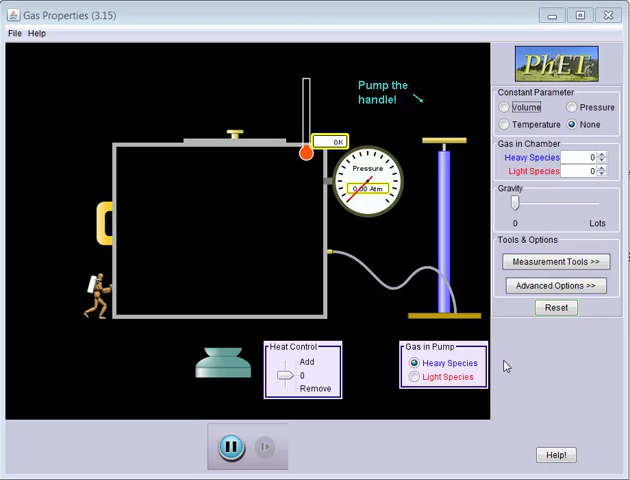 Gas Properties (3.15)
File Help
Pump the
handle!
0K
Pressure
0.00 Atm
PhET
Constant Parameter
Volume Pressure
Temperature None
Gas in Chamber
Heavy Species 0
Light Species 0
Gravity
0 Lots
Tools & Options
Measurement Tools >>
Advanced Options >>
Reset
Heat Control
Add
0
Remove
Gas in Pump
Heavy Species
Light Species
Help!